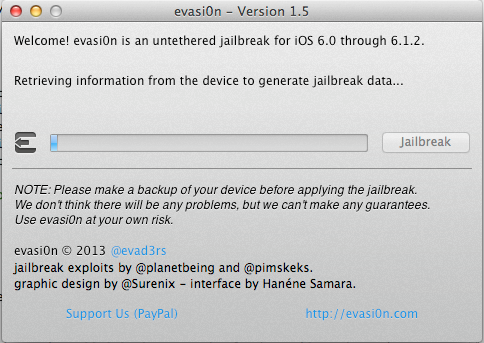 evasi0n - Version 1.5
Welcome! evasi0n is an untethered jailbreak for iOS 6.0 through 6.1.2.
Retrieving information from the device to generate jailbreak data...
Jailbreak
NOTE: Please make a backup of your device before applying the jailbreak.
We don't think there will be any problems, but we can't make any guarantees.
Use evasi0n at your own risk.
evasi0n © 2013 @evad3rs
jailbreak exploits by @planetbeing and @pimskeks.
graphic design by @Surenix - interface by Hanéne Samara.
Support Us (PayPal) http://evasi0n.com